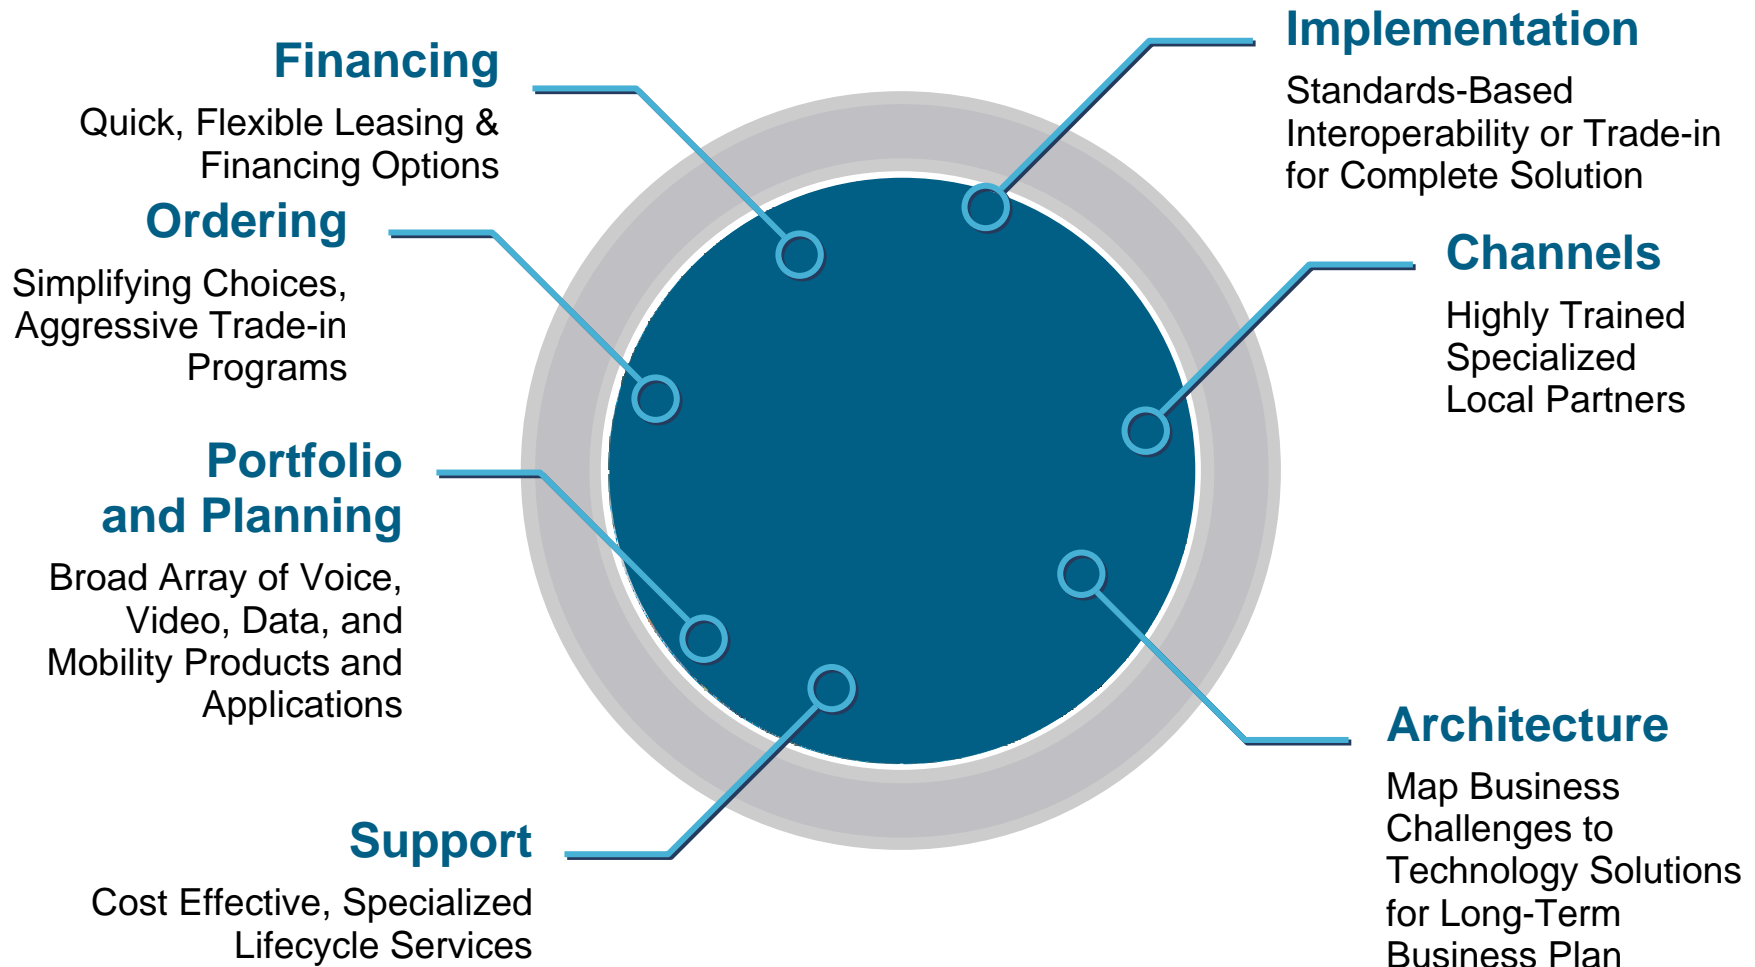 Financing
Quick, Flexible Leasing &
Financing Options
Ordering
Simplifying Choices,
Aggressive Trade-in
Programs
Portfolio
and Planning
Broad Array of Voice,
Video, Data, and
Mobility Products and
Applications
Support
Cost Effective, Specialized
Lifecycle Services
Implementation
Standards-Based
Interoperability or Trade-in
for Complete Solution
Channels
Highly Trained
Specialized
Local Partners
Architecture
Map Business
Challenges to
Technology Solutions
for Long-Term
Business Plan